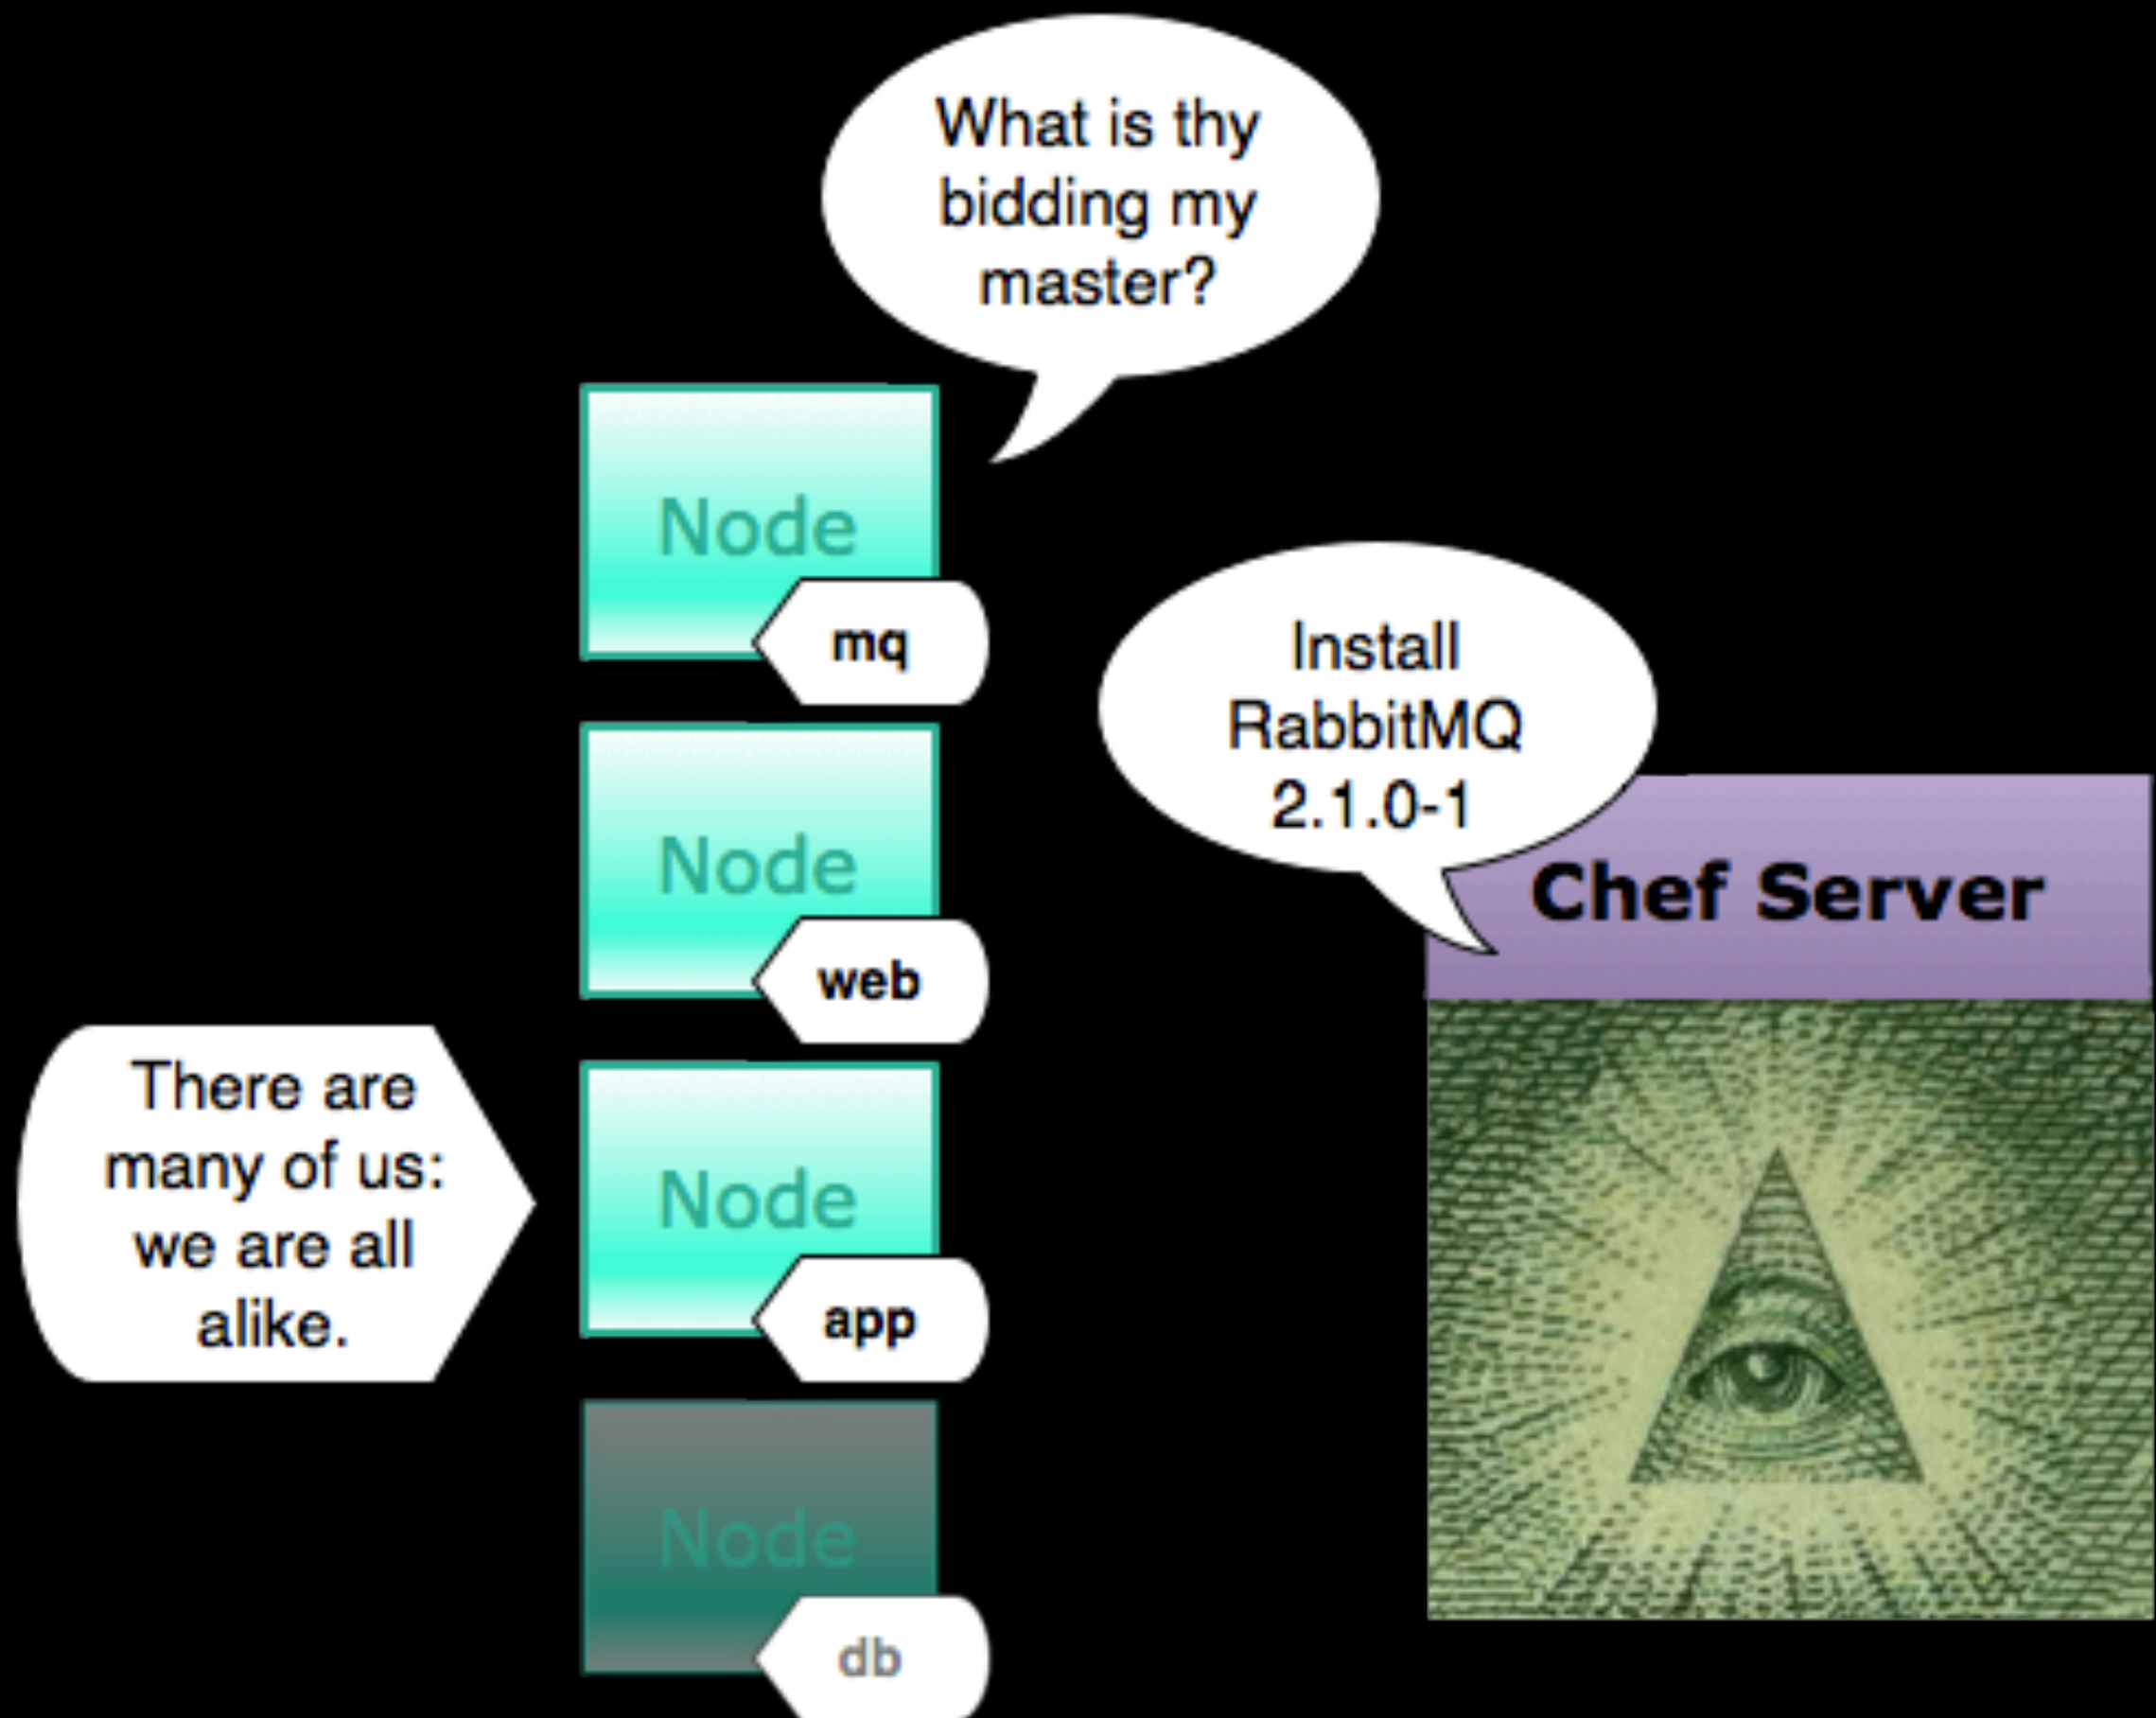 What is thy
bidding my
master?
Node
mq
Install
RabbitMQ
2.1.0-1
Node
web
Chef Server
There are
many of us:
we are all
alike.
Node
app
Node
db